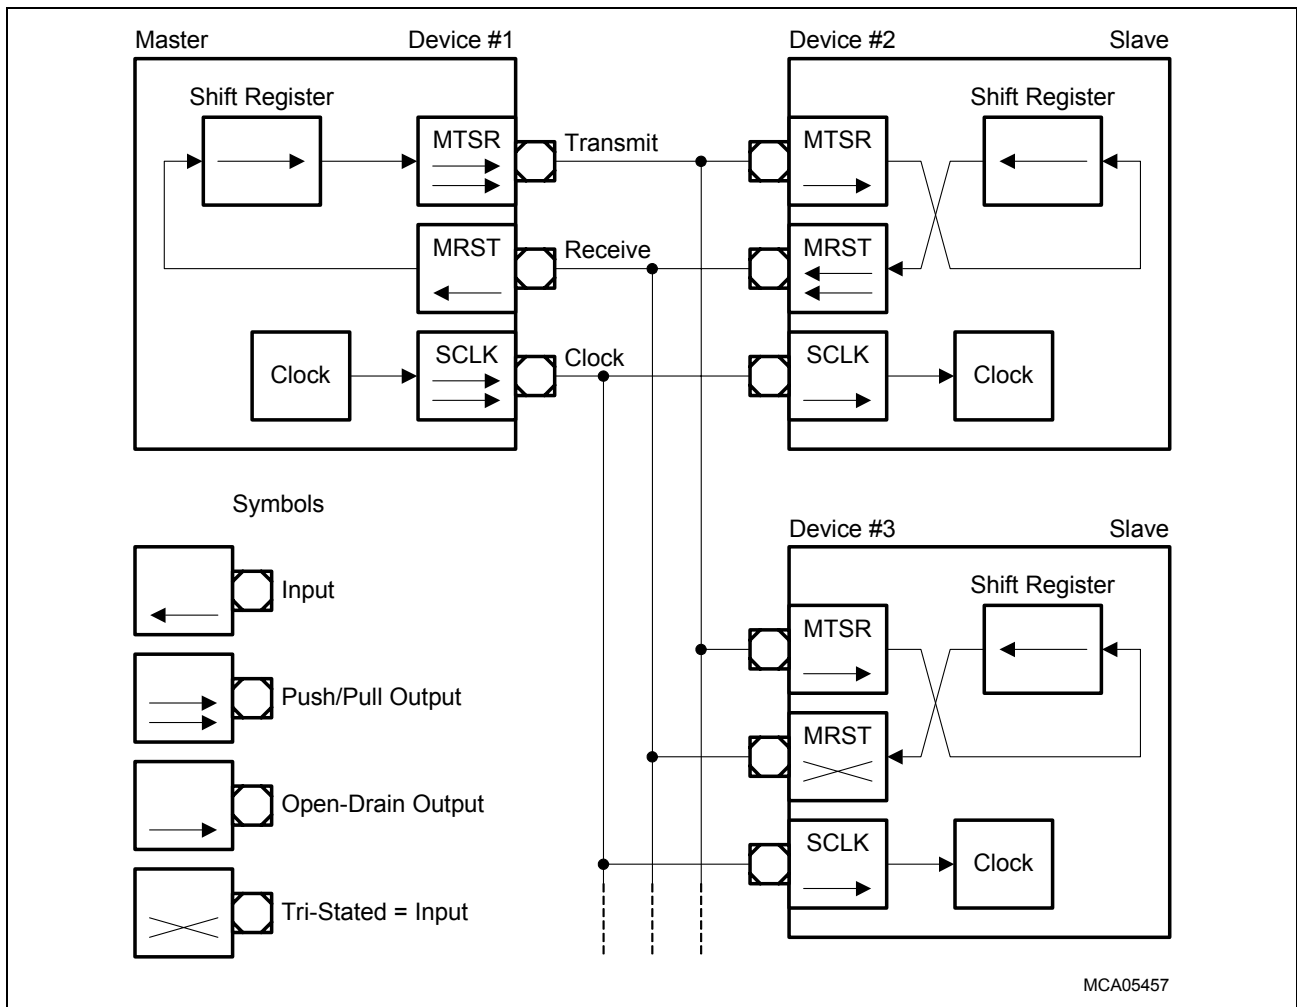 Master Device #1
Shift Register
MTSR
Transmit
MRST
Receive
Clock
SCLK
Clock
Device #2 Slave
Shift Register
MTSR
MRST
SCLK
Clock
Symbols
Input
Push/Pull Output
Open-Drain Output
Tri-Stated = Input
Device #3 Slave
Shift Register
MTSR
MRST
SCLK
Clock
MCA05457